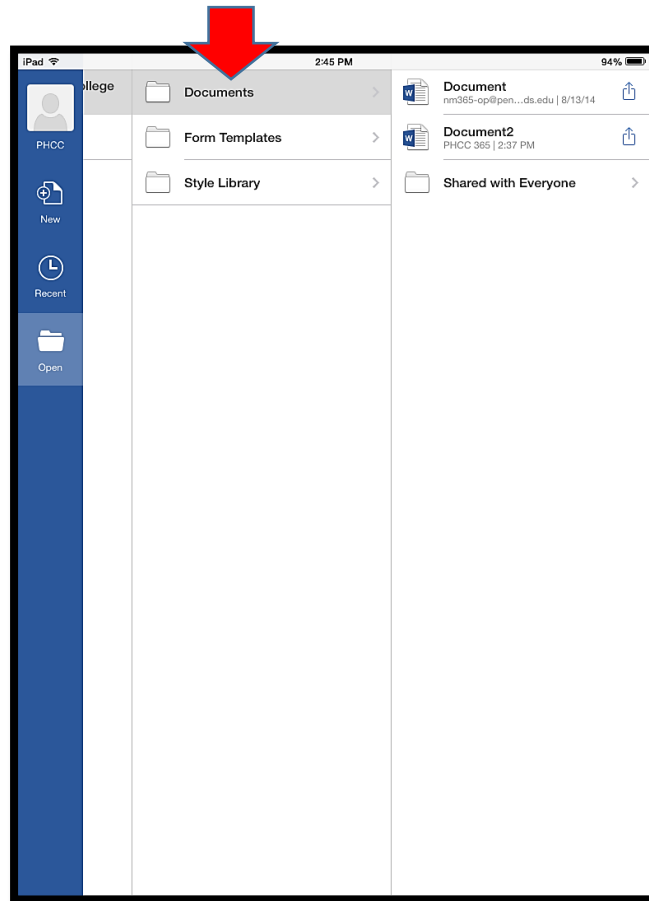 iPad 2:45 PM 94%
PHCC
New
Recent
Open
llege
Documents
Form Templates
Style Library
Document
nm365-op@pen...ds.edu | 8/13/14
Document2
PHCC 365 | 2:37 PM
Shared with Everyone